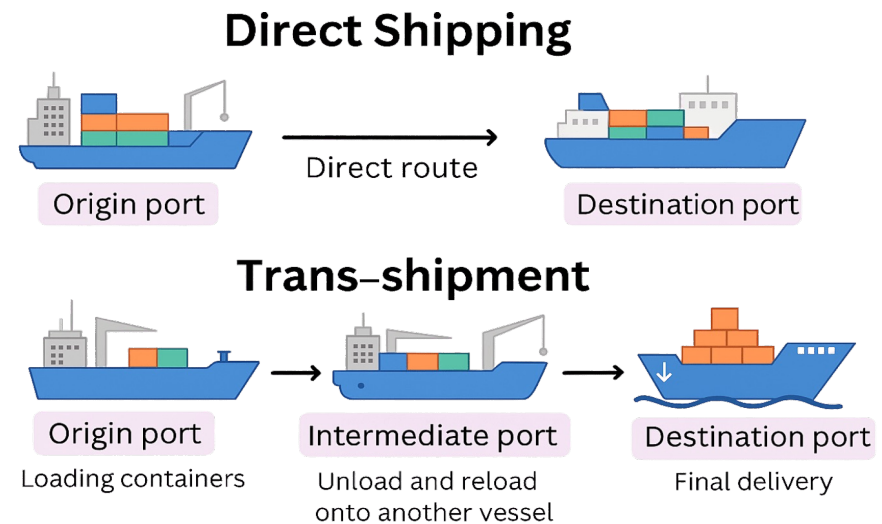 Direct Shipping
Direct route
Origin port
Destination port
Trans–shipment
Origin port
Intermediate port
Destination port
Loading containers
Unload and reload
onto another vessel
Final delivery